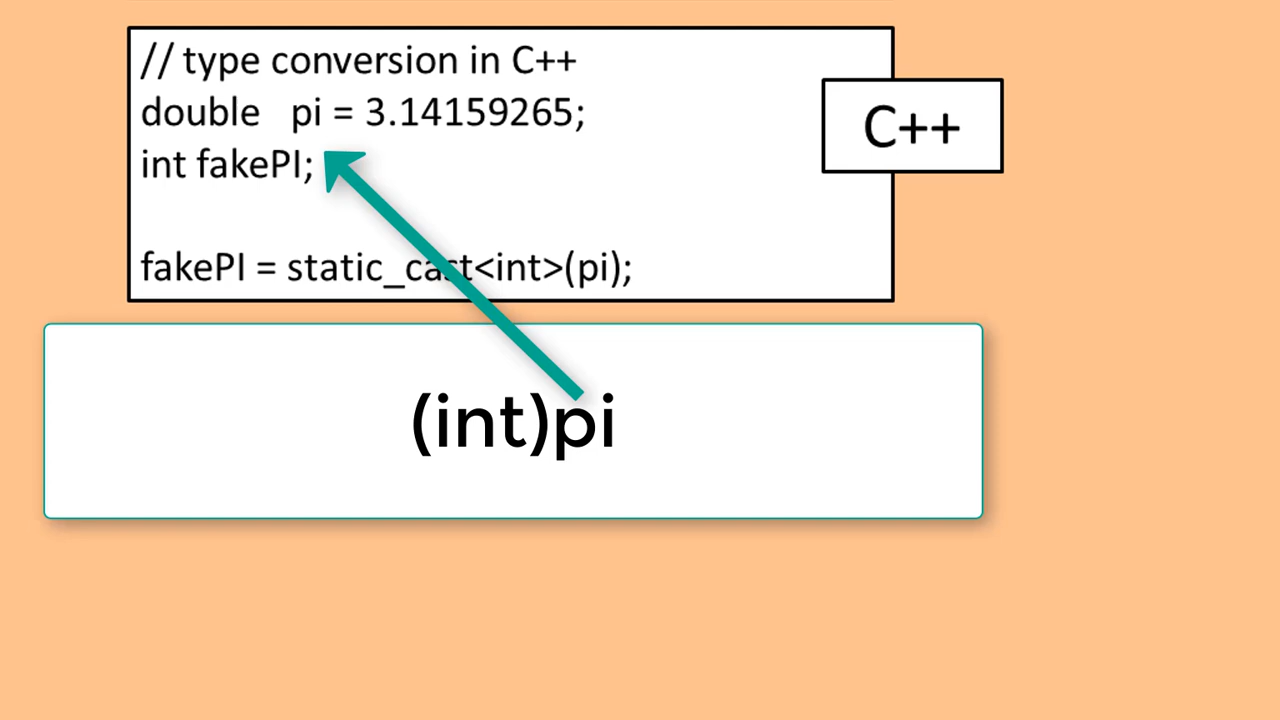 // type conversion in C++
double   pi = 3.14159265;
int fakePI;
fakePI = static_cast<int>(pi);
C++
(int)pi